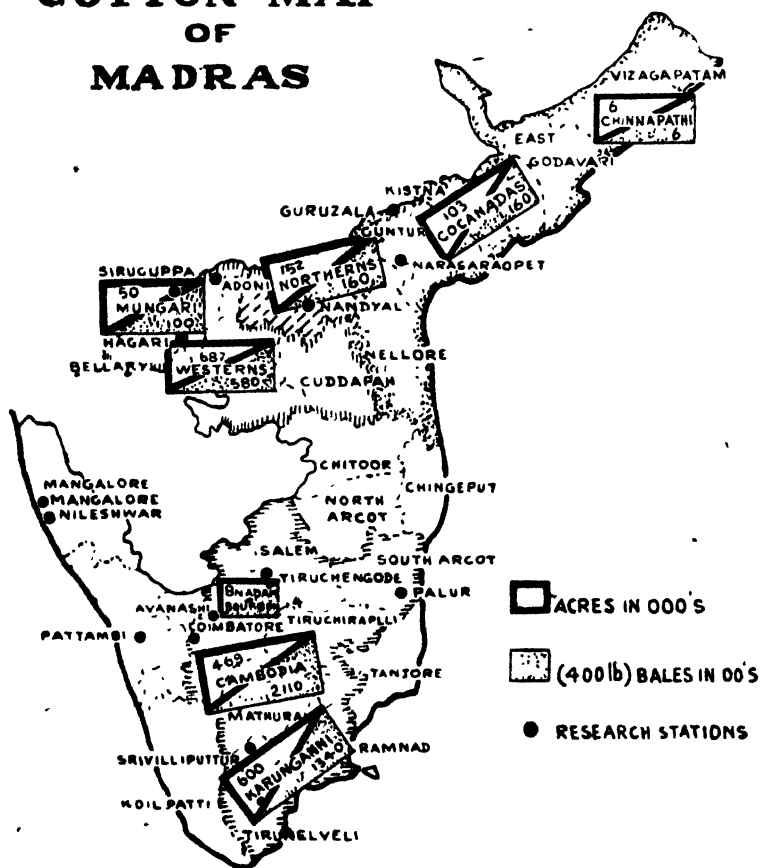 COTTON MAP
OF
MADRAS
VIZAGAPATAM
6
CHINNAPATHI
6
EAST
GODAVARI
KISTNA
103
COCANADAS
160
GURUZALA
GUNTUR
NARAGARAOPET
152
NORTHERNS
160
SIRUGUPPA
ADONI
50
MUNGARI
100
NANDYAL
HAGARI
BELLARY
687
WESTERNS
580
NELLORE
CUDDAPAH
CHITOOR
CHINGEPUT
NORTH
ARCOT
MANGALORE
MANGALORE
NILESHWAR
SALEM
SOUTH ARCOT
TIRUCHENGODE
PALUR
AVANASHI
COIMBATORE
TIRUCHIRAPLLI
PATTAMBI
469
CAMBODIA
2110
TANJORE
MATHURAI
SRIVILLIPUTTUR
600
KARUNGANNI
1340
RAMNAD
KOILPATTI
TIRUNELVELI
ACRES IN 000'S
(400lb) BALES IN 00'S
RESEARCH STATIONS